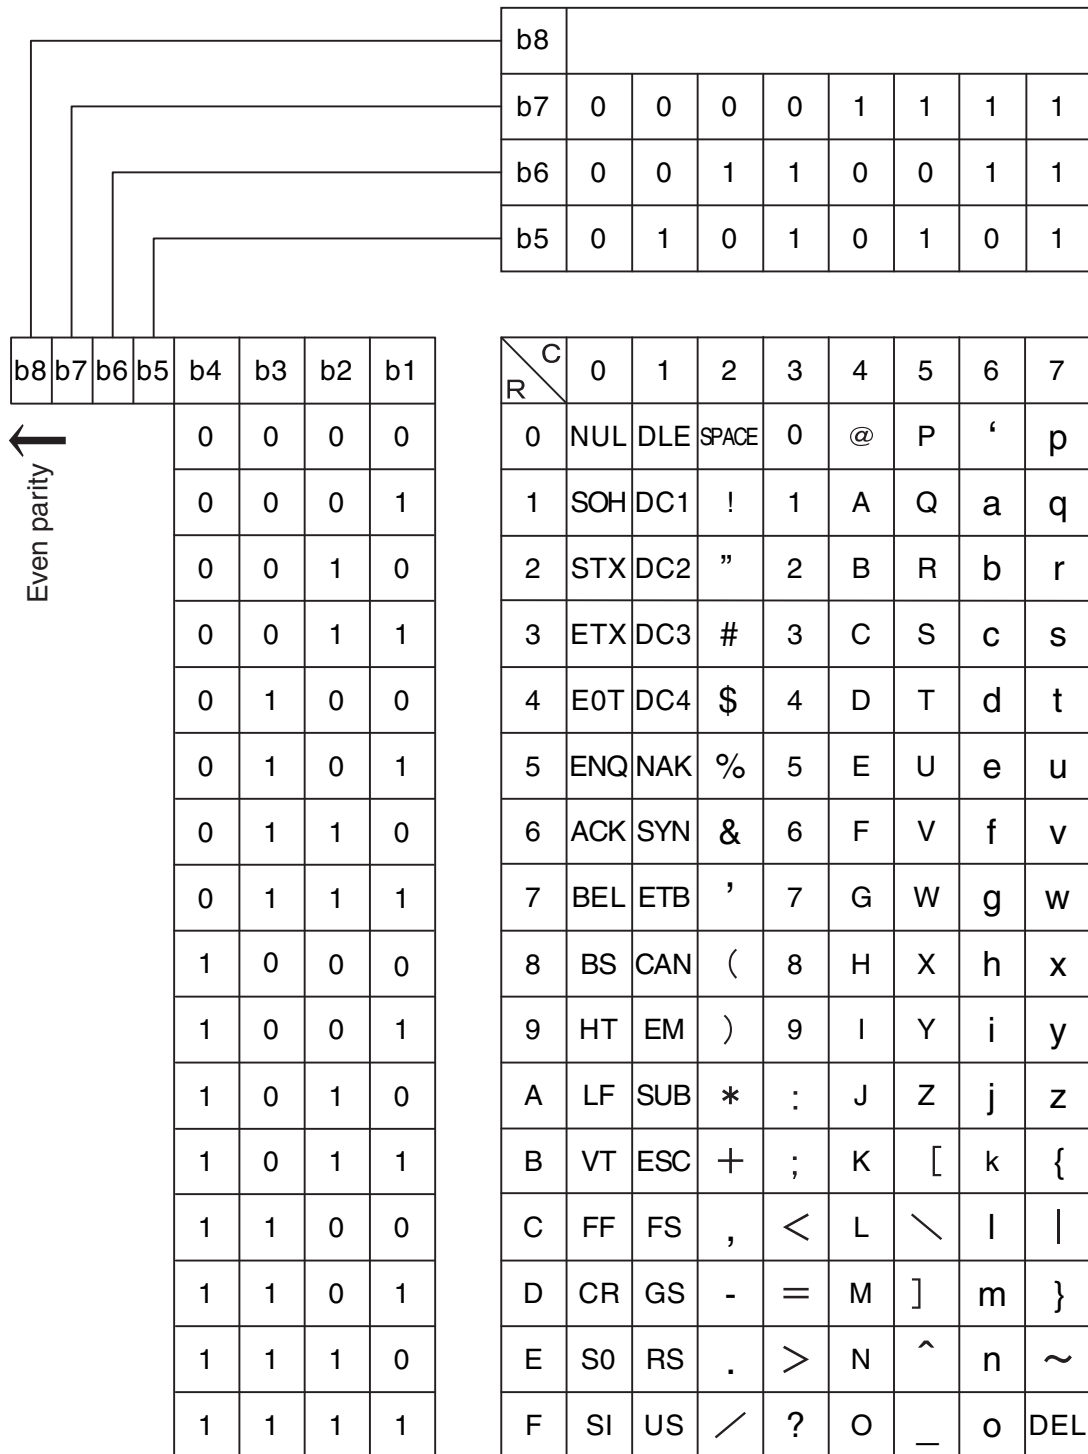 b8
b7 0 0 0 0 1 1 1 1
b6 0 0 1 1 0 0 1 1
b5 0 1 0 1 0 1 0 1
b8 b7 b6 b5 b4 b3 b2 b1 R C 0 1 2 3 4 5 6 7
0 0 0 0 0 NUL DLE SPACE 0 @ P ‘ p
0 0 0 1 1 SOH DC1 ! 1 A Q a q
0 0 1 0 2 STX DC2 ” 2 B R b r
0 0 1 1 3 ETX DC3 # 3 C S c s
0 1 0 0 4 E0T DC4 $ 4 D T d t
0 1 0 1 5 ENQ NAK % 5 E U e u
0 1 1 0 6 ACK SYN & 6 F V f v
0 1 1 1 7 BEL ETB ’ 7 G W g w
1 0 0 0 8 BS CAN ( 8 H X h x
1 0 0 1 9 HT EM ) 9 I Y i y
1 0 1 0 A LF SUB * : J Z j z
1 0 1 1 B VT ESC + ; K [ k {
1 1 0 0 C FF FS , < L \ l |
1 1 0 1 D CR GS - = M ] m }
1 1 1 0 E S0 RS . > N ^ n ~
1 1 1 1 F SI US / ? O _ o DEL
Even parity